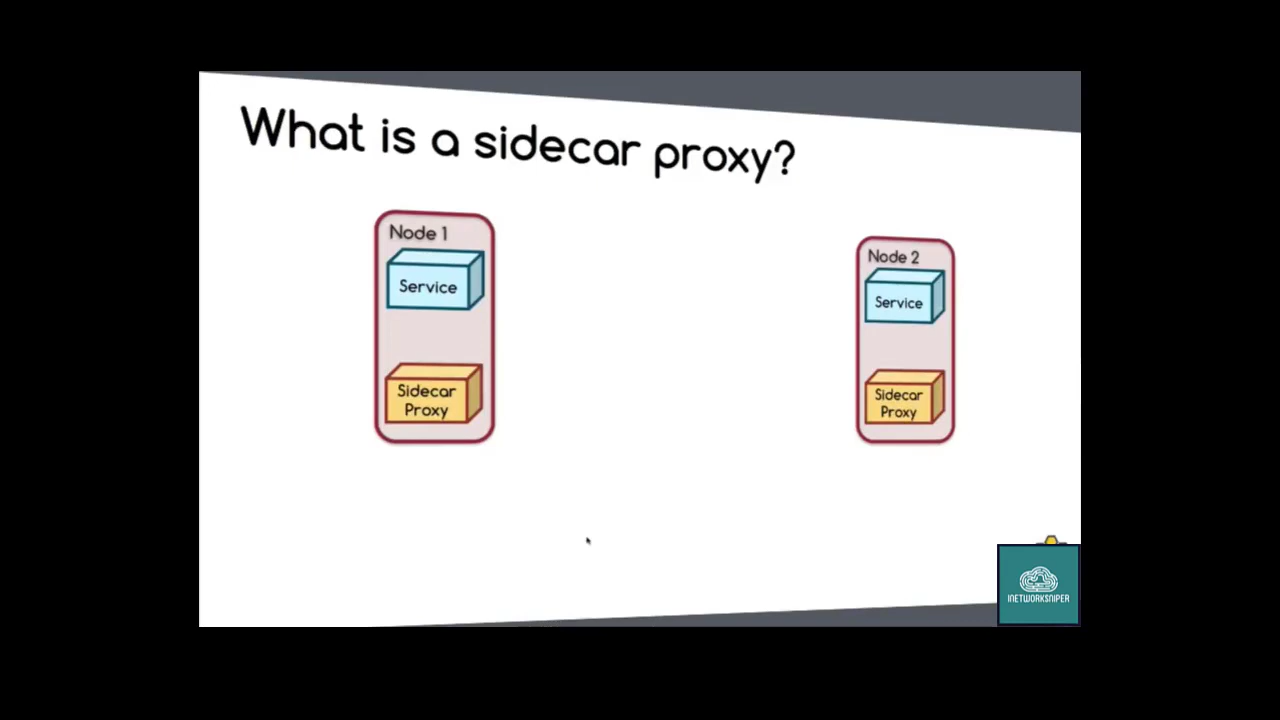 What is a sidecar proxy?
Node 1
Service
Sidecar
Proxy
Node 2
Service
Sidecar
Proxy
INETWORKSNIPER